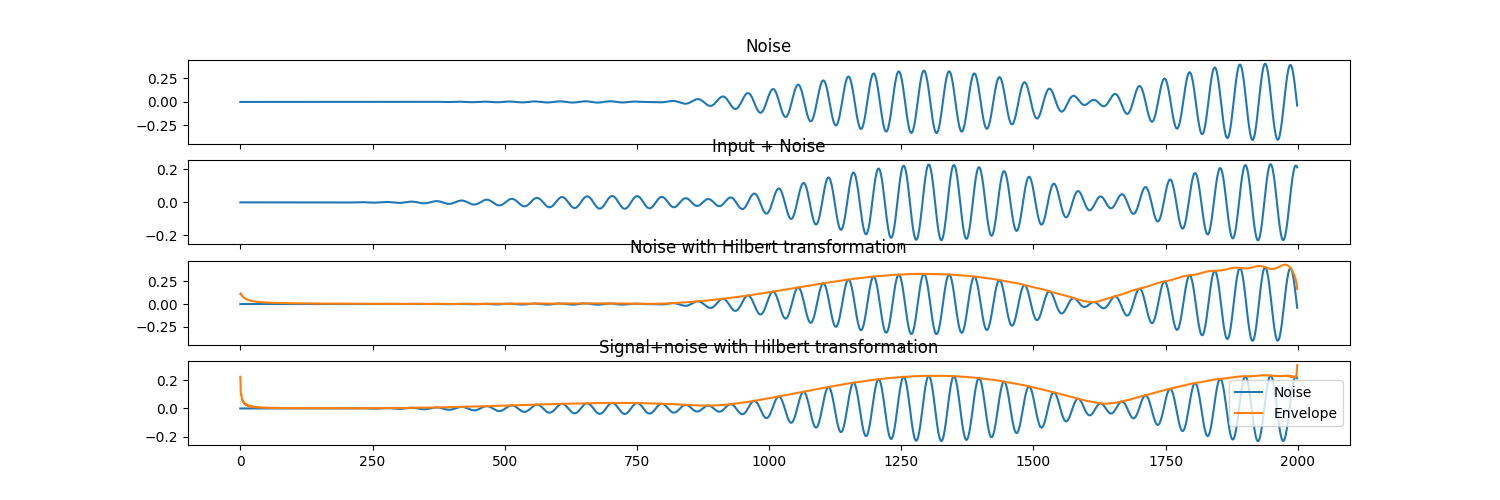 Noise
0.25
0.00
−0.25
Input + Noise
0.2
0.0
−0.2
Noise with Hilbert transformation
0.25
0.00
−0.25
Signal+noise with Hilbert transformation
0.2
0.0
−0.2
Noise
Envelope
0 250 500 750 1000 1250 1500 1750 2000